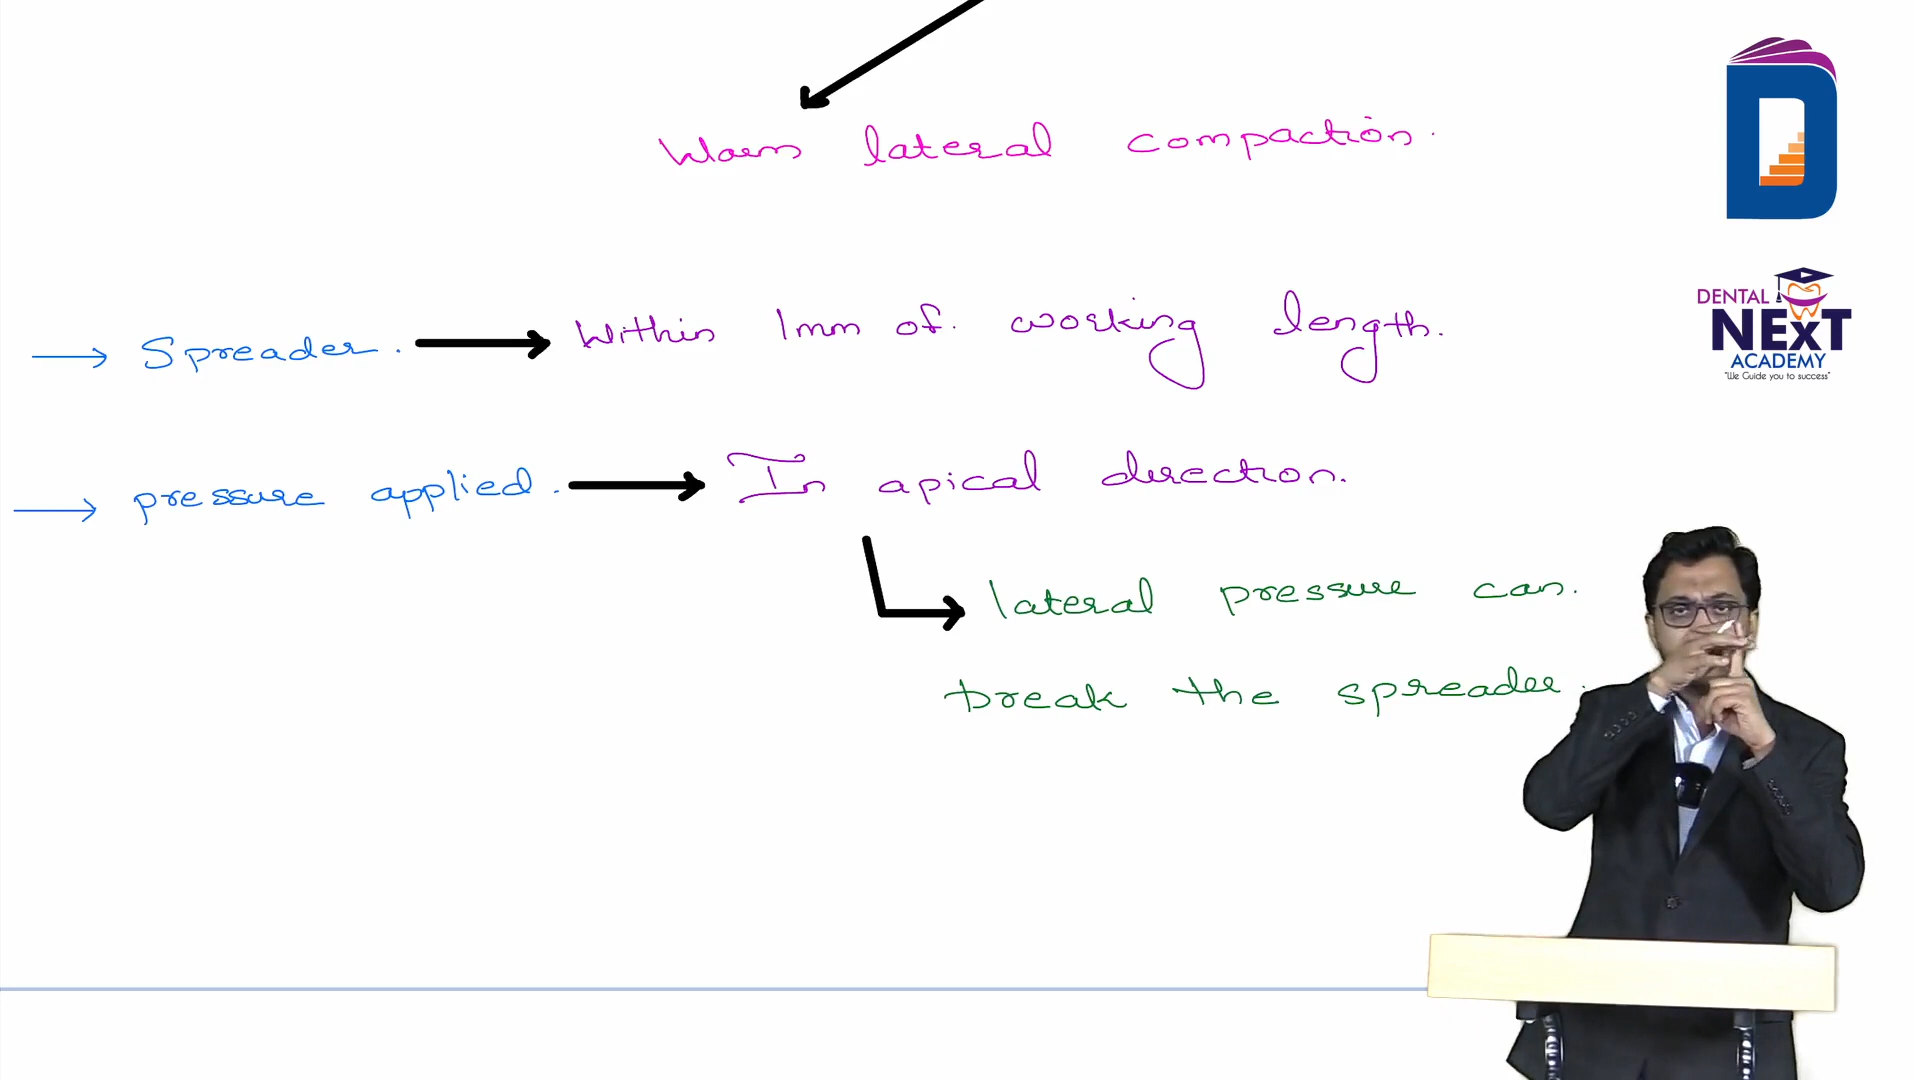 Warm lateral compaction.
→ Spreader. → Within 1mm of. working length.
→ pressure applied. → In apical direction.
lateral pressure can.
break the spreader.
DENTAL
NExT
ACADEMY
"We Guide you to success"